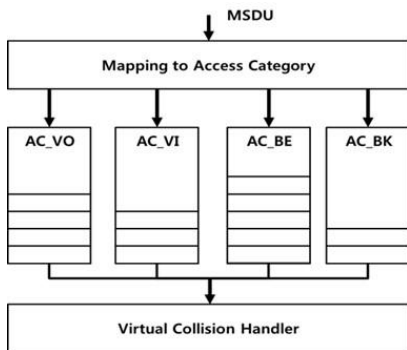 MSDU
Mapping to Access Category
AC_VO AC_VI AC_BE AC_BK
Virtual Collision Handler